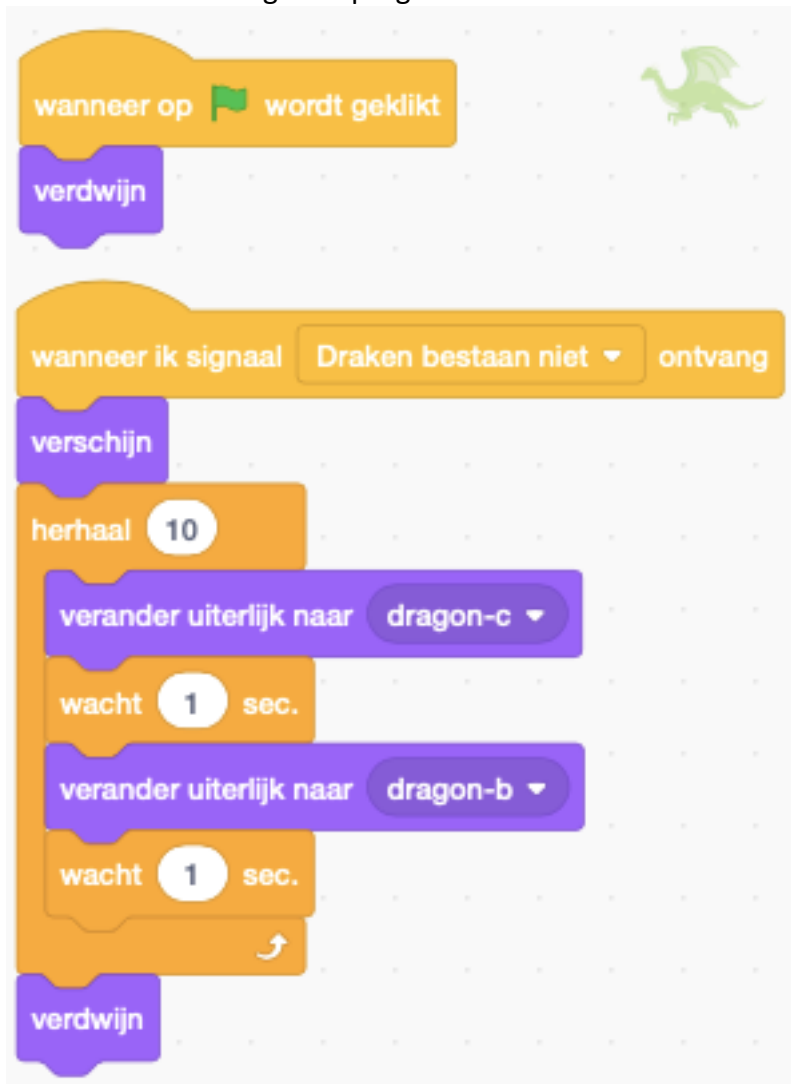 wanneer op wordt geklikt
verdwijn
wanneer ik signaal Draken bestaan niet ontvang
verschijn
herhaal 10
verander uiterlijk naar dragon-c
wacht 1 sec.
verander uiterlijk naar dragon-b
wacht 1 sec.
verdwijn